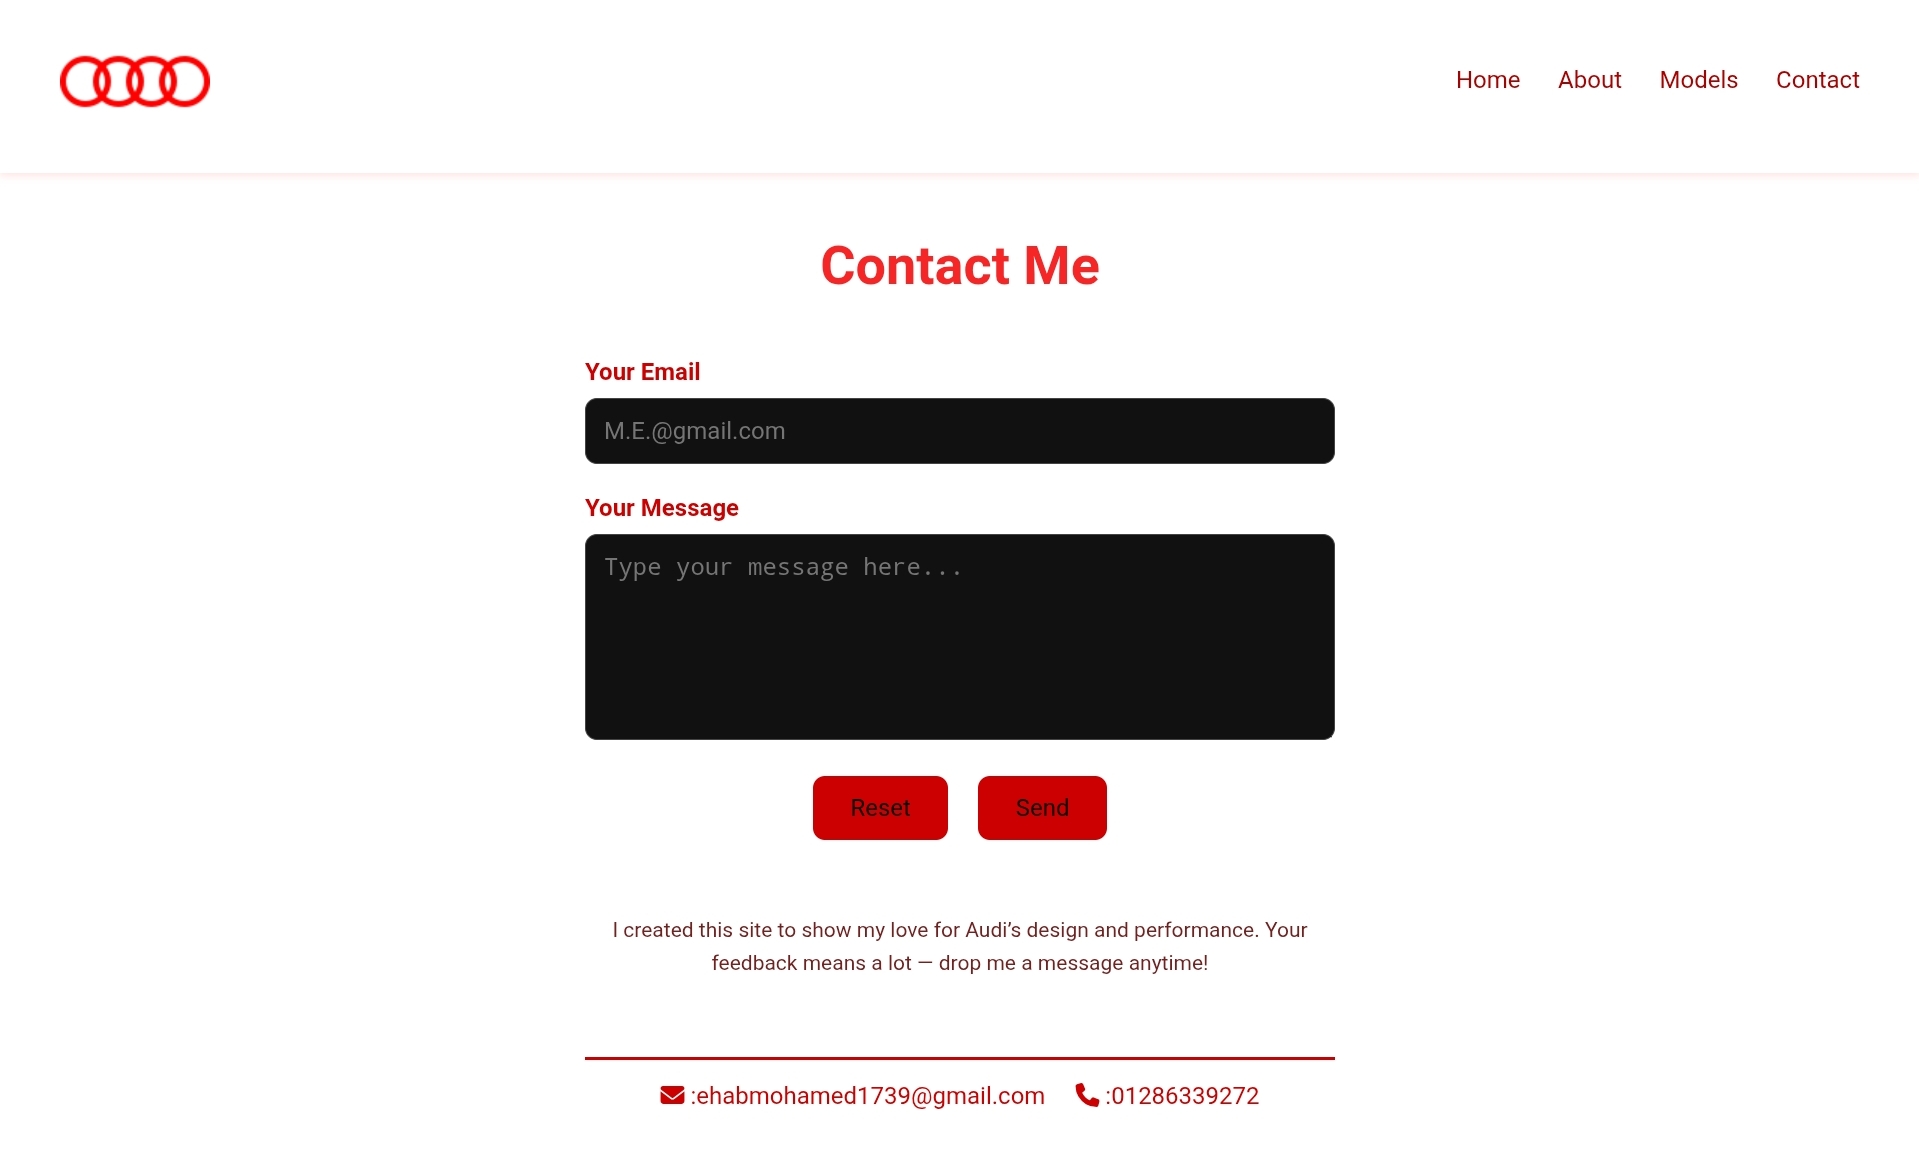 Home About Models Contact
Contact Me
Your Email
M.E.@gmail.com
Your Message
Type your message here...
Reset Send
I created this site to show my love for Audi’s design and performance. Your
feedback means a lot — drop me a message anytime!
:ehabmohamed1739@gmail.com :01286339272